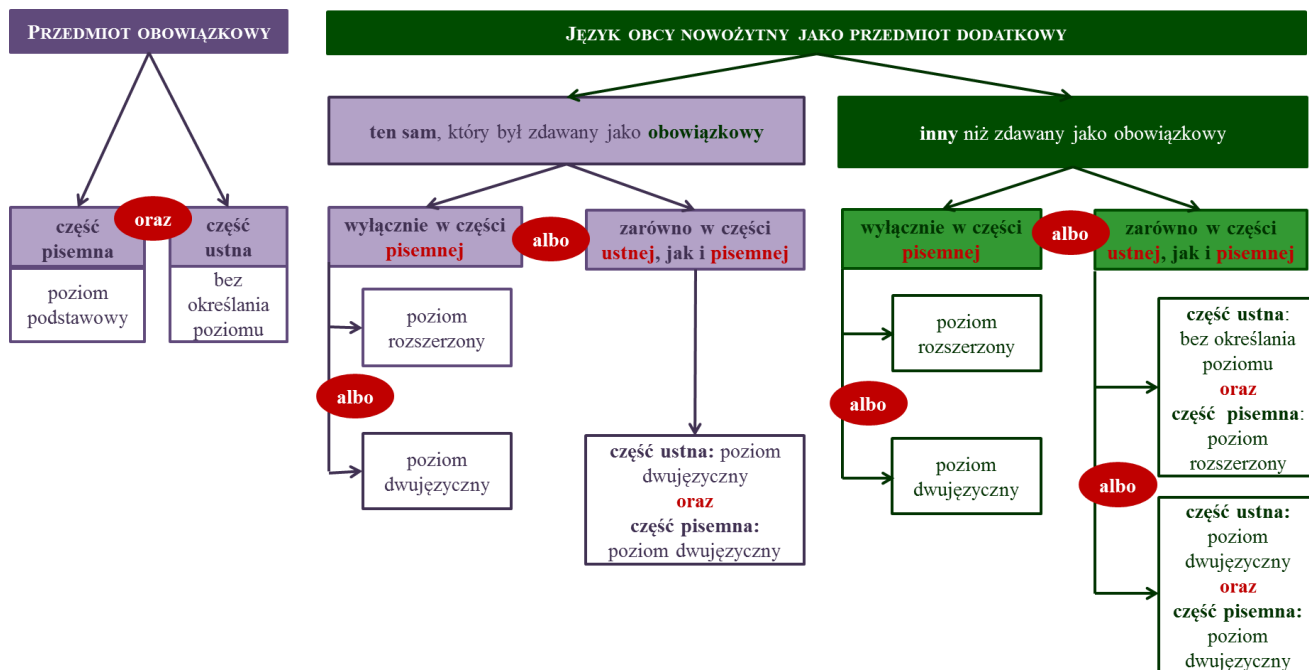 PRZEDMIOT OBOWIĄZKOWY
część
pisemna
oraz
część
ustna
poziom
podstawowy
bez
określania
poziomu
JĘZYK OBCY NOWOŻYTNY JAKO PRZEDMIOT DODATKOWY
ten sam, który był zdawany jako obowiązkowy
wyłącznie w części
pisemnej
albo
zarówno w części
ustnej, jak i pisemnej
poziom
rozszerzony
albo
poziom
dwujęzyczny
część ustna: poziom
dwujęzyczny
oraz
część pisemna:
poziom dwujęzyczny
inny niż zdawany jako obowiązkowy
wyłącznie w części
pisemnej
albo
zarówno w części
ustnej, jak i pisemnej
poziom
rozszerzony
albo
poziom
dwujęzyczny
część ustna:
bez określania
poziomu
oraz
część pisemna:
poziom
rozszerzony
albo
część ustna:
poziom
dwujęzyczny
oraz
część pisemna:
poziom
dwujęzyczny